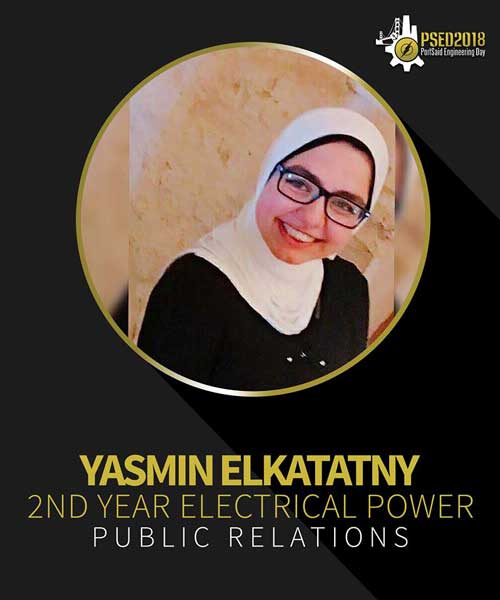 PSED2018
PortSaid Engineering Day
YASMIN ELKATATNY
2ND YEAR ELECTRICAL POWER
PUBLIC RELATIONS